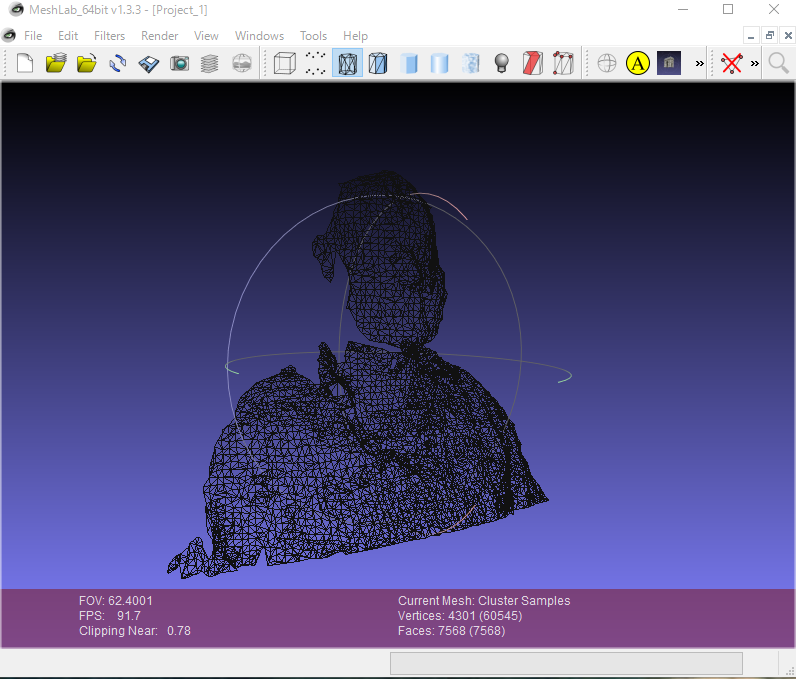 MeshLab_64bit v1.3.3 - [Project_1]
File Edit Filters Render View Windows Tools Help
A
FOV: 62.4001
FPS: 91.7
Clipping Near: 0.78
Current Mesh: Cluster Samples
Vertices: 4301 (60545)
Faces: 7568 (7568)